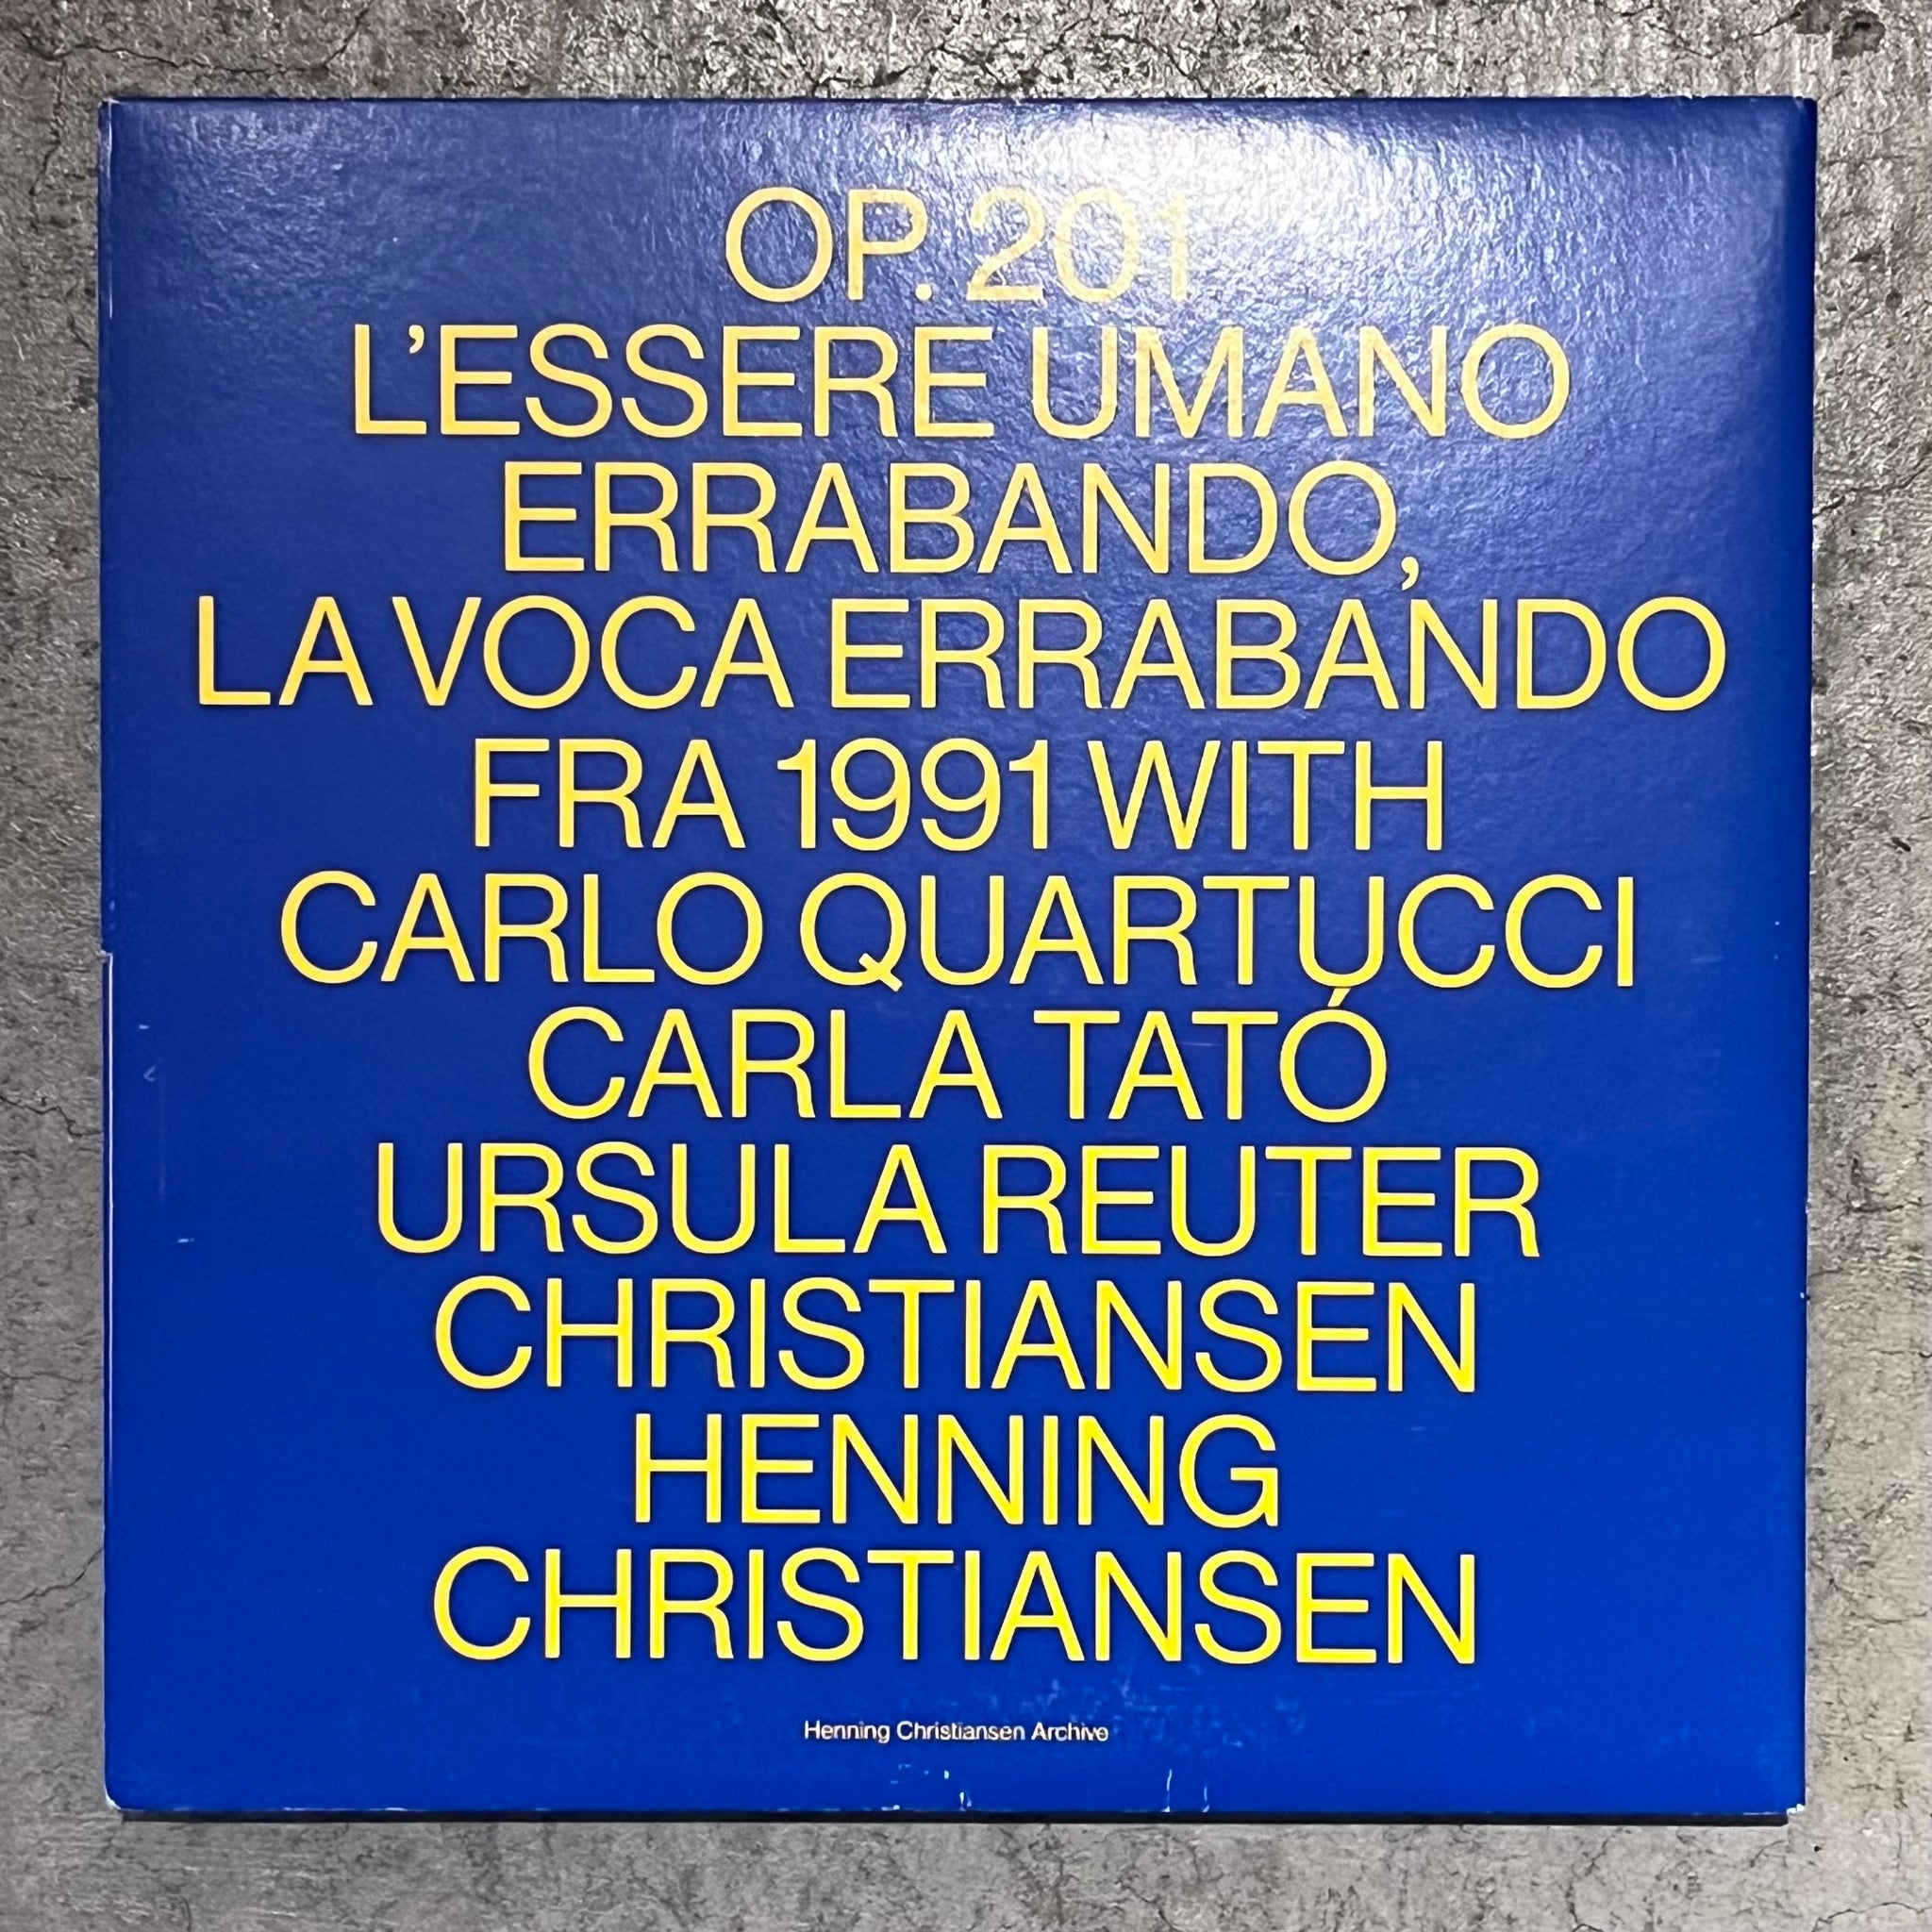 OP. 201
L'ESSERE UMANO
ERRABANDO,
LA VOCA ERRABANDO
FRA 1991 WITH
CARLO QUARTUCCI
CARLA TATÓ
URSULA REUTER
CHRISTIANSEN
HENNING
CHRISTIANSEN
Henning Christiansen Archive